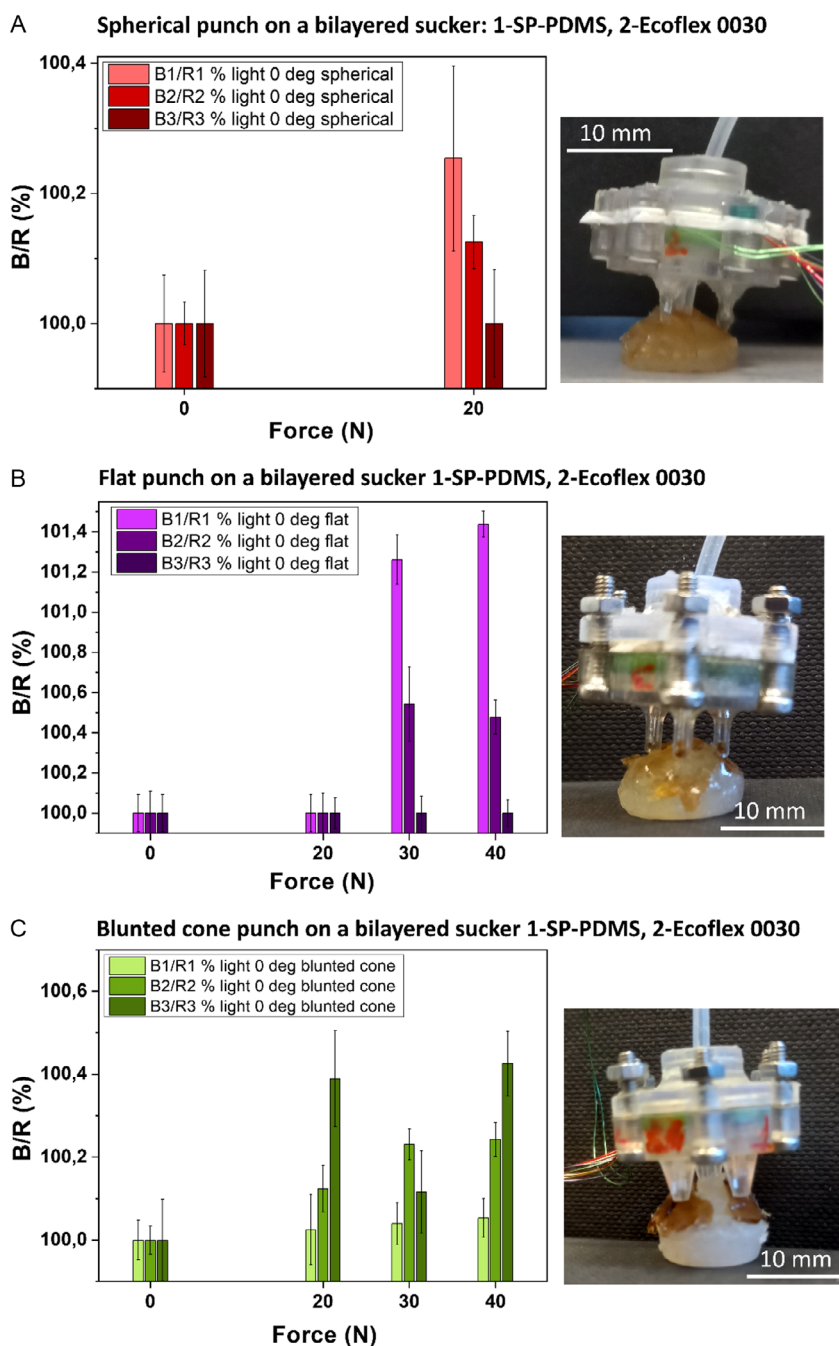 A
Spherical punch on a bilayered sucker: 1-SP-PDMS, 2-Ecoflex 0030
B1/R1 % light 0 deg spherical
B2/R2 % light 0 deg spherical
B3/R3 % light 0 deg spherical
100,4
100,2
100,0
B/R (%)
0
20
Force (N)
10 mm
B
Flat punch on a bilayered sucker 1-SP-PDMS, 2-Ecoflex 0030
B1/R1 % light 0 deg flat
B2/R2 % light 0 deg flat
B3/R3 % light 0 deg flat
101,4
101,2
101,0
100,8
100,6
100,4
100,2
100,0
B/R (%)
0
20
30
40
Force (N)
10 mm
C
Blunted cone punch on a bilayered sucker 1-SP-PDMS, 2-Ecoflex 0030
B1/R1 % light 0 deg blunted cone
B2/R2 % light 0 deg blunted cone
B3/R3 % light 0 deg blunted cone
100,6
100,4
100,2
100,0
B/R (%)
0
20
30
40
Force (N)
10 mm